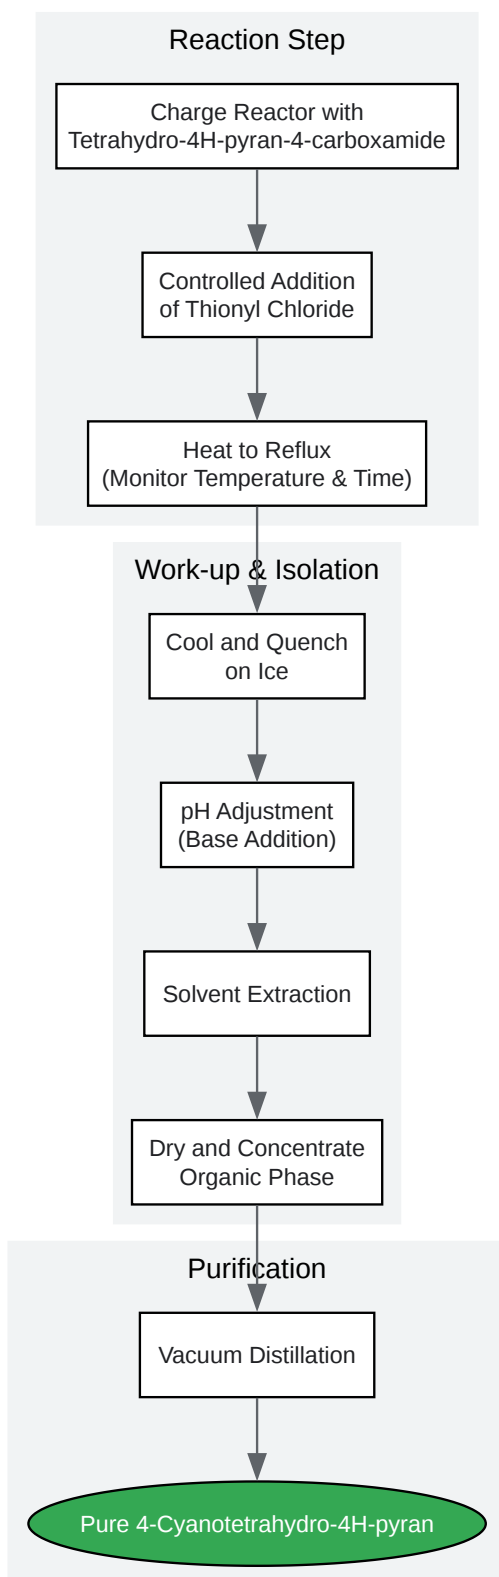 Reaction Step
Charge Reactor with
Tetrahydro-4H-pyran-4-carboxamide
Controlled Addition
of Thionyl Chloride
Heat to Reflux
(Monitor Temperature & Time)
Work-up & Isolation
Cool and Quench
on Ice
pH Adjustment
(Base Addition)
Solvent Extraction
Dry and Concentrate
Organic Phase
Purification
Vacuum Distillation
Pure 4-Cyanotetrahydro-4H-pyran